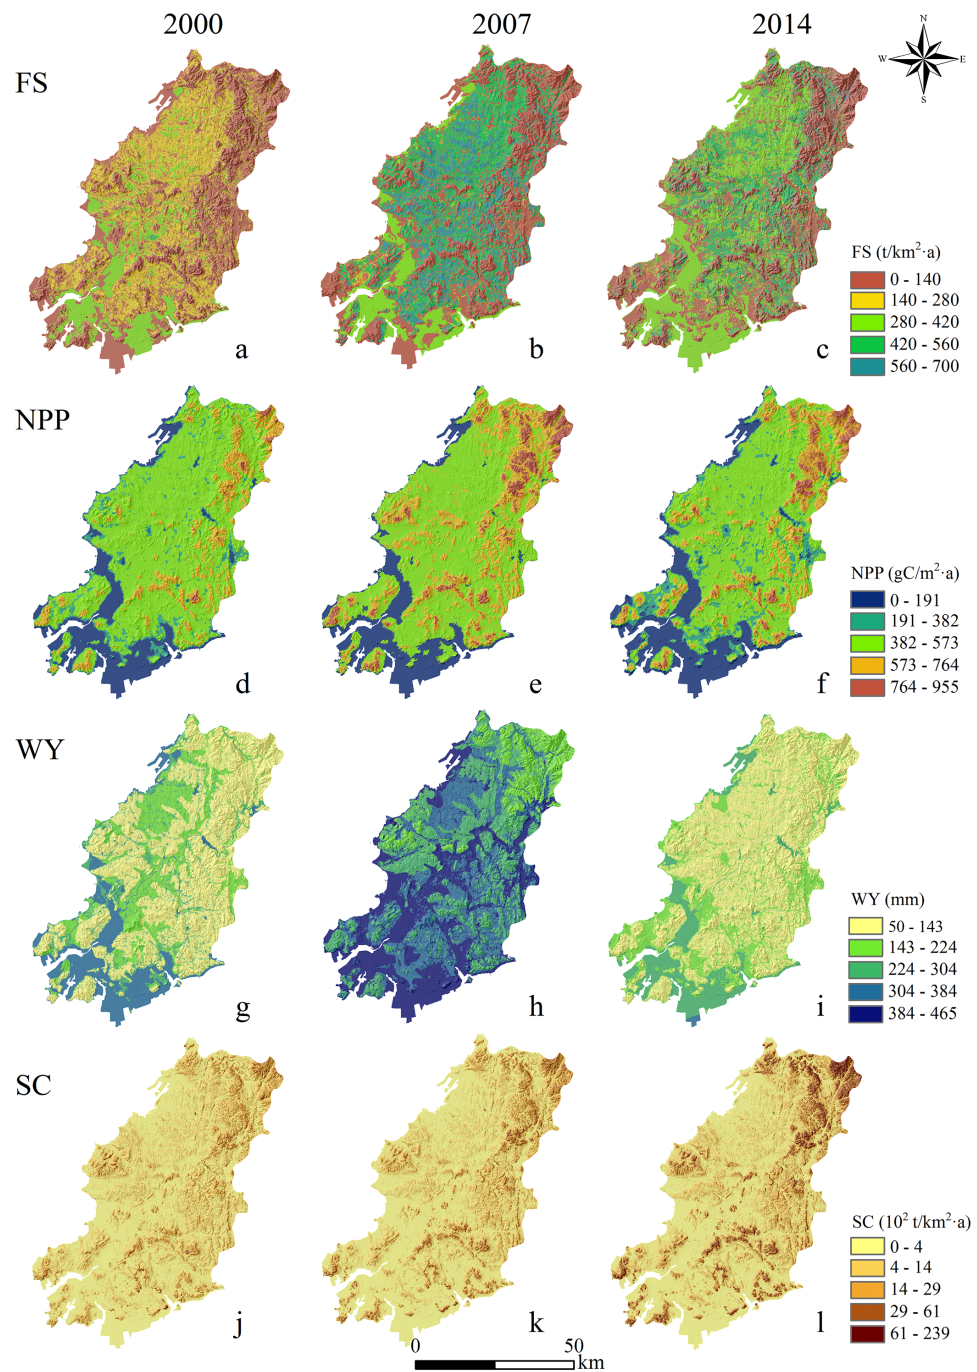 2000 2007 2014
N
W E
S
FS
FS (t/km²·a)
0 - 140
140 - 280
280 - 420
420 - 560
560 - 700
a b c
NPP
NPP (gC/m²·a)
0 - 191
191 - 382
382 - 573
573 - 764
764 - 955
d e f
WY
WY (mm)
50 - 143
143 - 224
224 - 304
304 - 384
384 - 465
g h i
SC
SC (10² t/km²·a)
0 - 4
4 - 14
14 - 29
29 - 61
61 - 239
j k l
0 50
km